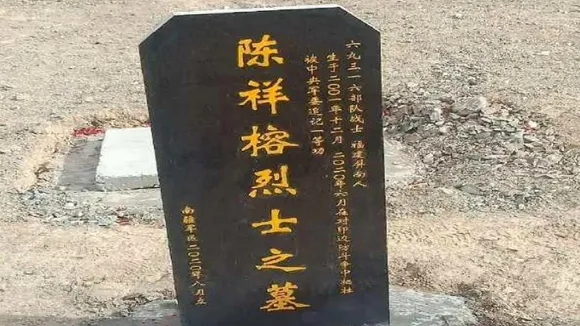 六九三一六部队战士 福建屏南人
生于二〇〇一年十二月 二〇二〇年六月在对印边防斗争中牺牲
被中央军委追记一等功
陈祥榕烈士之墓
南疆军区二〇二〇年八月立